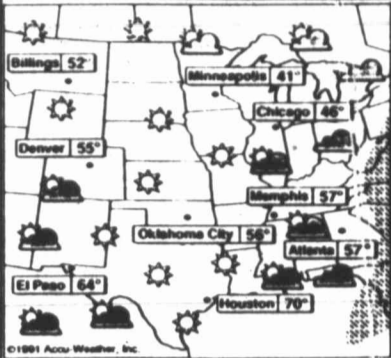 Billings 52°
Minneapolis 41°
Chicago 46°
Denver 55°
Memphis 57°
Oklahoma City 56°
Atlanta 57°
El Paso 64°
Houston 70°
©1991 Accu-Weather, Inc.